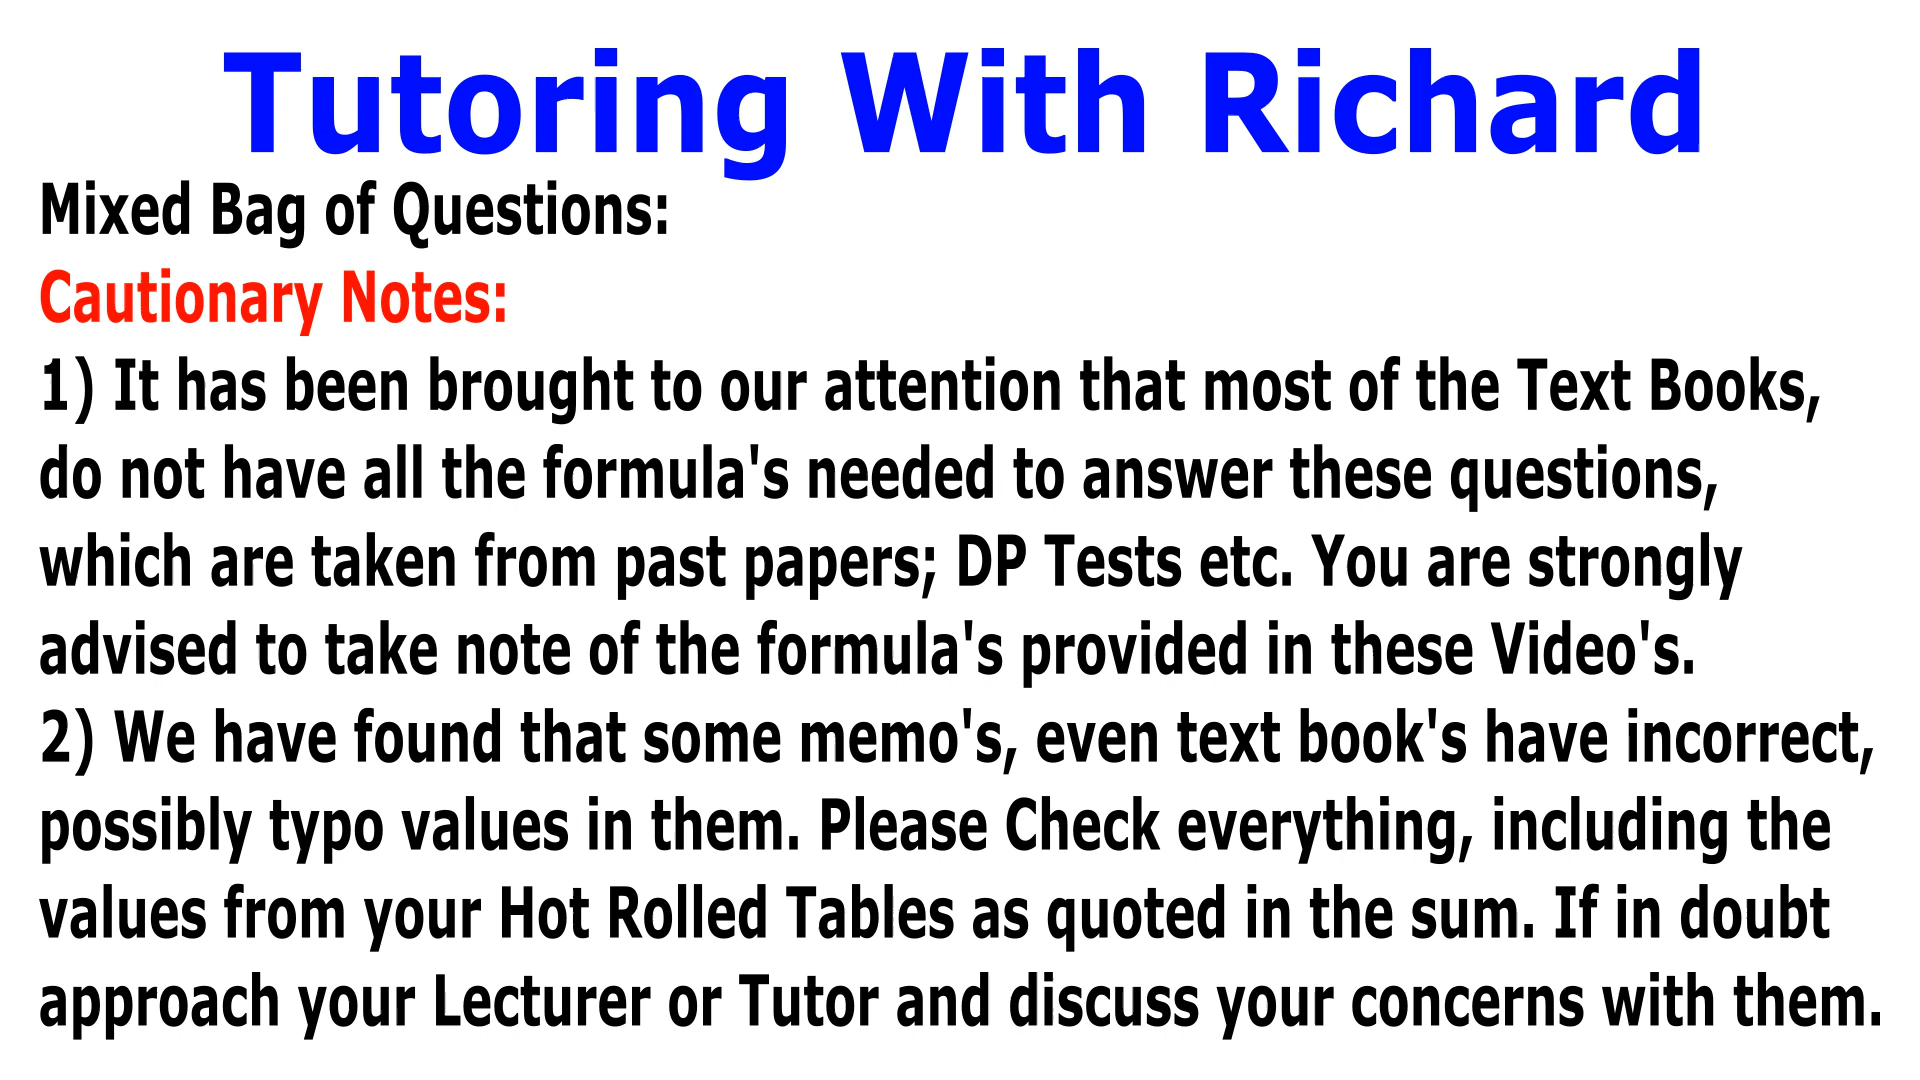 Tutoring With Richard
Mixed Bag of Questions:
Cautionary Notes:
1) It has been brought to our attention that most of the Text Books,
do not have all the formula's needed to answer these questions,
which are taken from past papers; DP Tests etc. You are strongly
advised to take note of the formula's provided in these Video's.
2) We have found that some memo's, even text book's have incorrect,
possibly typo values in them. Please Check everything, including the
values from your Hot Rolled Tables as quoted in the sum. If in doubt
approach your Lecturer or Tutor and discuss your concerns with them.